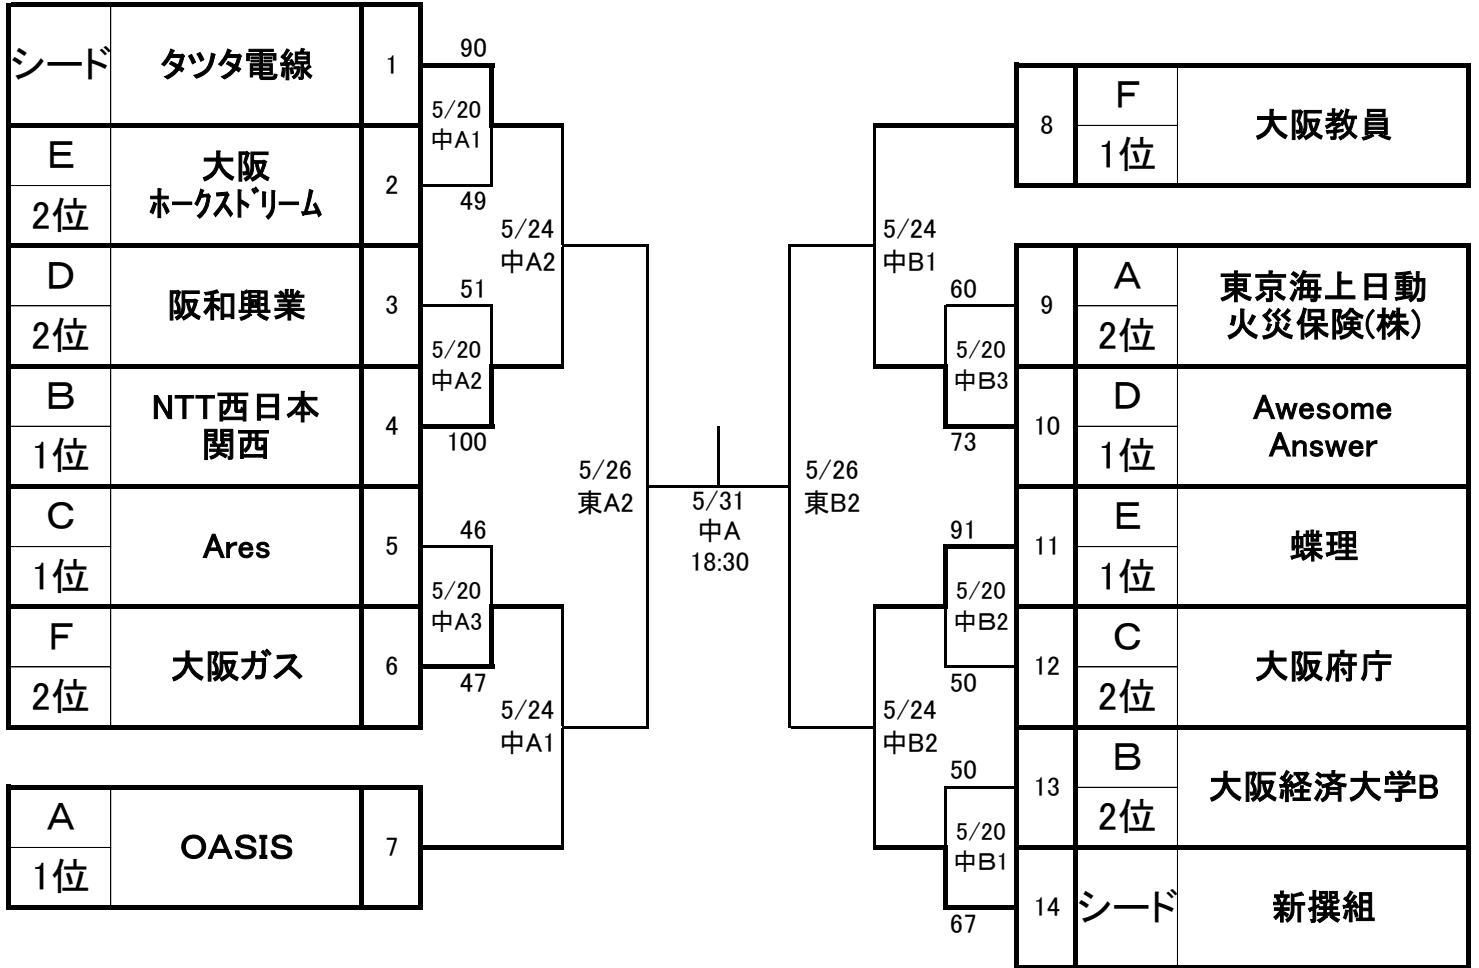 シード
タツタ電線
1
E
2位
大阪
ホークスドリーム
2
D
2位
阪和興業
3
B
1位
NTT西日本
関西
4
C
1位
Ares
5
F
2位
大阪ガス
6
A
1位
OASIS
7
90
5/20
中A1
49
51
5/20
中A2
100
46
5/20
中A3
47
5/24
中A2
5/24
中A1
5/26
東A2
5/31
中A
18:30
5/26
東B2
5/24
中B1
5/24
中B2
60
5/20
中B3
73
91
5/20
中B2
50
50
5/20
中B1
67
8
F
1位
大阪教員
9
A
2位
東京海上日動
火災保険(株)
10
D
1位
Awesome
Answer
11
E
1位
蝶理
12
C
2位
大阪府庁
13
B
2位
大阪経済大学B
14
シード
新撰組